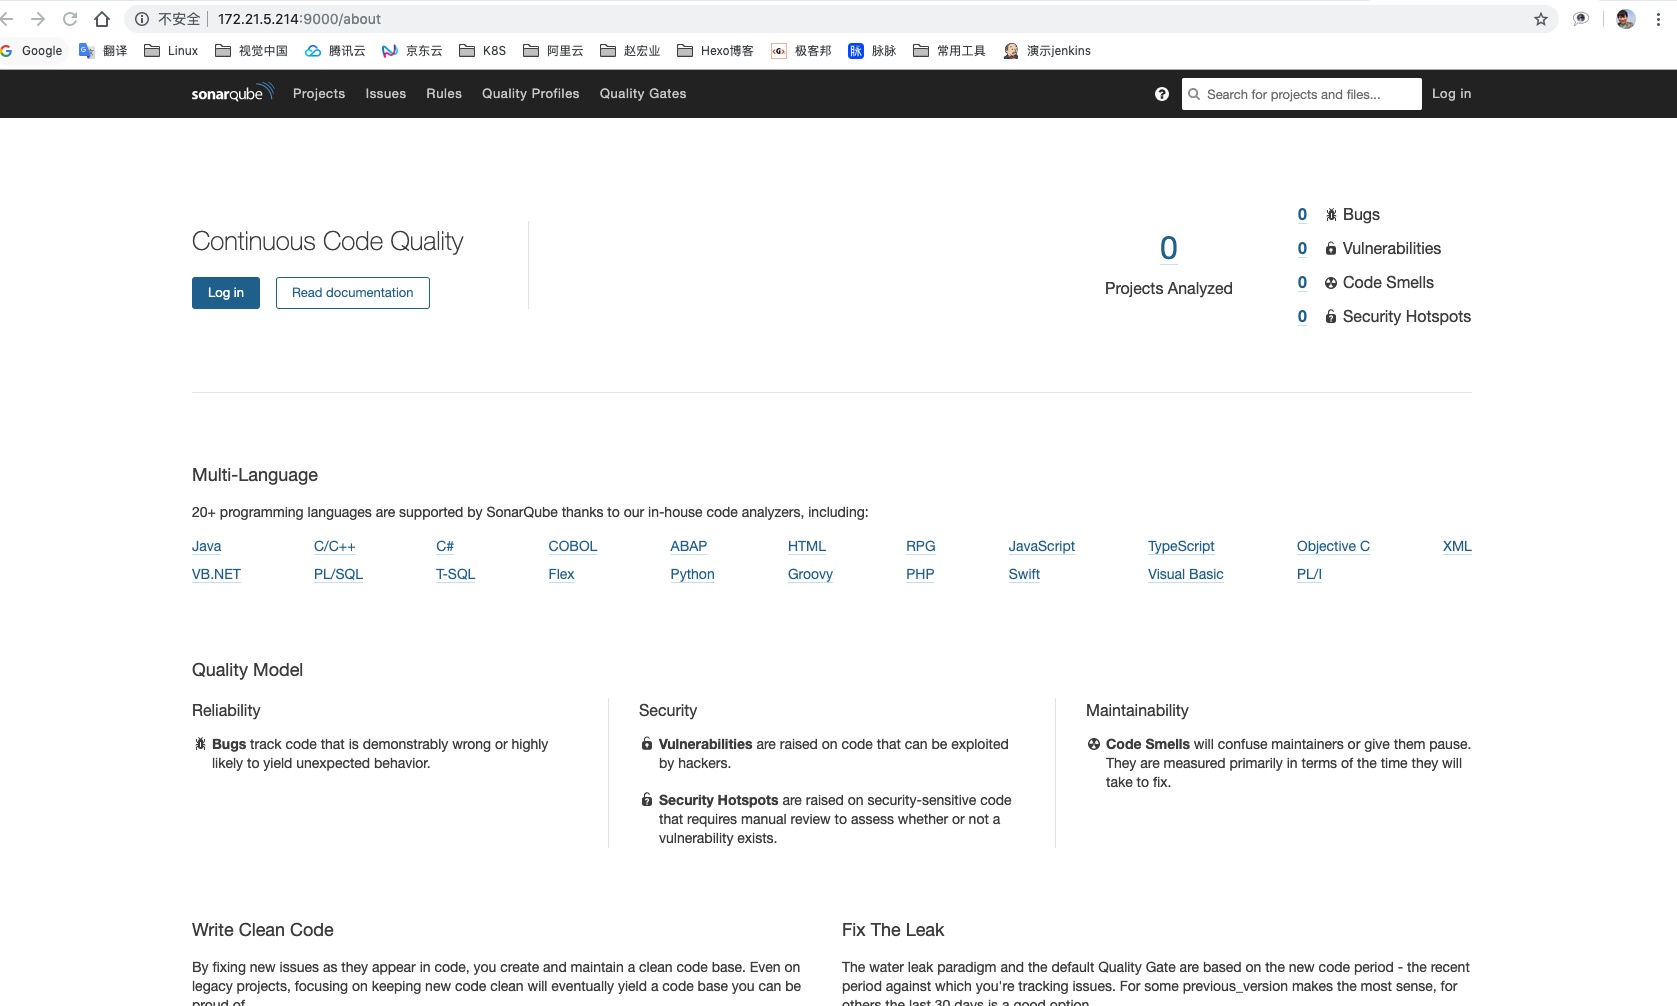 不安全 172.21.5.214:9000/about
Google 翻译 Linux 视觉中国 腾讯云 京东云 K8S 阿里云 赵宏业 Hexo博客 极客邦 脉脉 常用工具 演示jenkins
sonarqube Projects Issues Rules Quality Profiles Quality Gates Search for projects and files... Log in
Continuous Code Quality
Log in Read documentation
0
Projects Analyzed
0 Bugs
0 Vulnerabilities
0 Code Smells
0 Security Hotspots
Multi-Language
20+ programming languages are supported by SonarQube thanks to our in-house code analyzers, including:
Java C/C++ C# COBOL ABAP HTML RPG JavaScript TypeScript Objective C XML
VB.NET PL/SQL T-SQL Flex Python Groovy PHP Swift Visual Basic PL/I
Quality Model
Reliability
Bugs track code that is demonstrably wrong or highly
likely to yield unexpected behavior.
Security
Vulnerabilities are raised on code that can be exploited
by hackers.
Security Hotspots are raised on security-sensitive code
that requires manual review to assess whether or not a
vulnerability exists.
Maintainability
Code Smells will confuse maintainers or give them pause.
They are measured primarily in terms of the time they will
take to fix.
Write Clean Code
By fixing new issues as they appear in code, you create and maintain a clean code base. Even on
legacy projects, focusing on keeping new code clean will eventually yield a code base you can be
proud of.
Fix The Leak
The water leak paradigm and the default Quality Gate are based on the new code period - the recent
period against which you're tracking issues. For some previous_version makes the most sense, for
others the last 30 days is a good option.